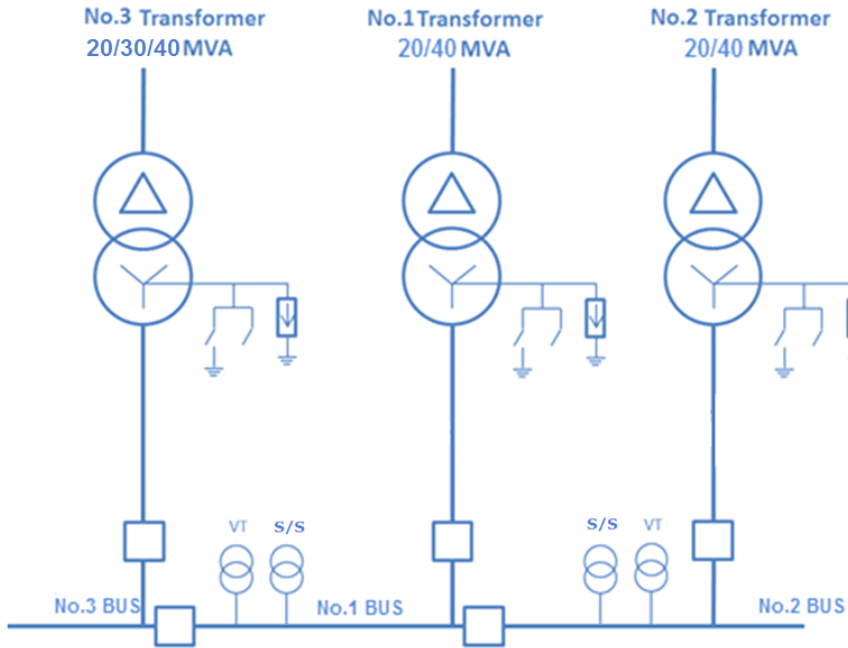 No.3 Transformer
20/30/40 MVA
No.1 Transformer
20/40 MVA
No.2 Transformer
20/40 MVA
VT
S/S
S/S
VT
No.3 BUS
No.1 BUS
No.2 BUS